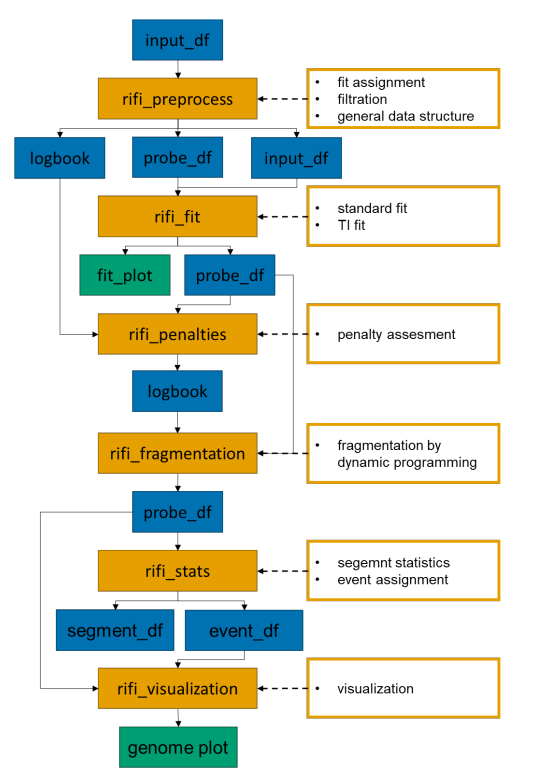 input_df
rifi_preprocess
• fit assignment
• filtration
• general data structure
logbook
probe_df
input_df
rifi_fit
• standard fit
• TI fit
fit_plot
probe_df
rifi_penalties
• penalty assesment
logbook
rifi_fragmentation
• fragmentation by
dynamic programming
probe_df
rifi_stats
• segemnt statistics
• event assignment
segment_df
event_df
rifi_visualization
• visualization
genome plot